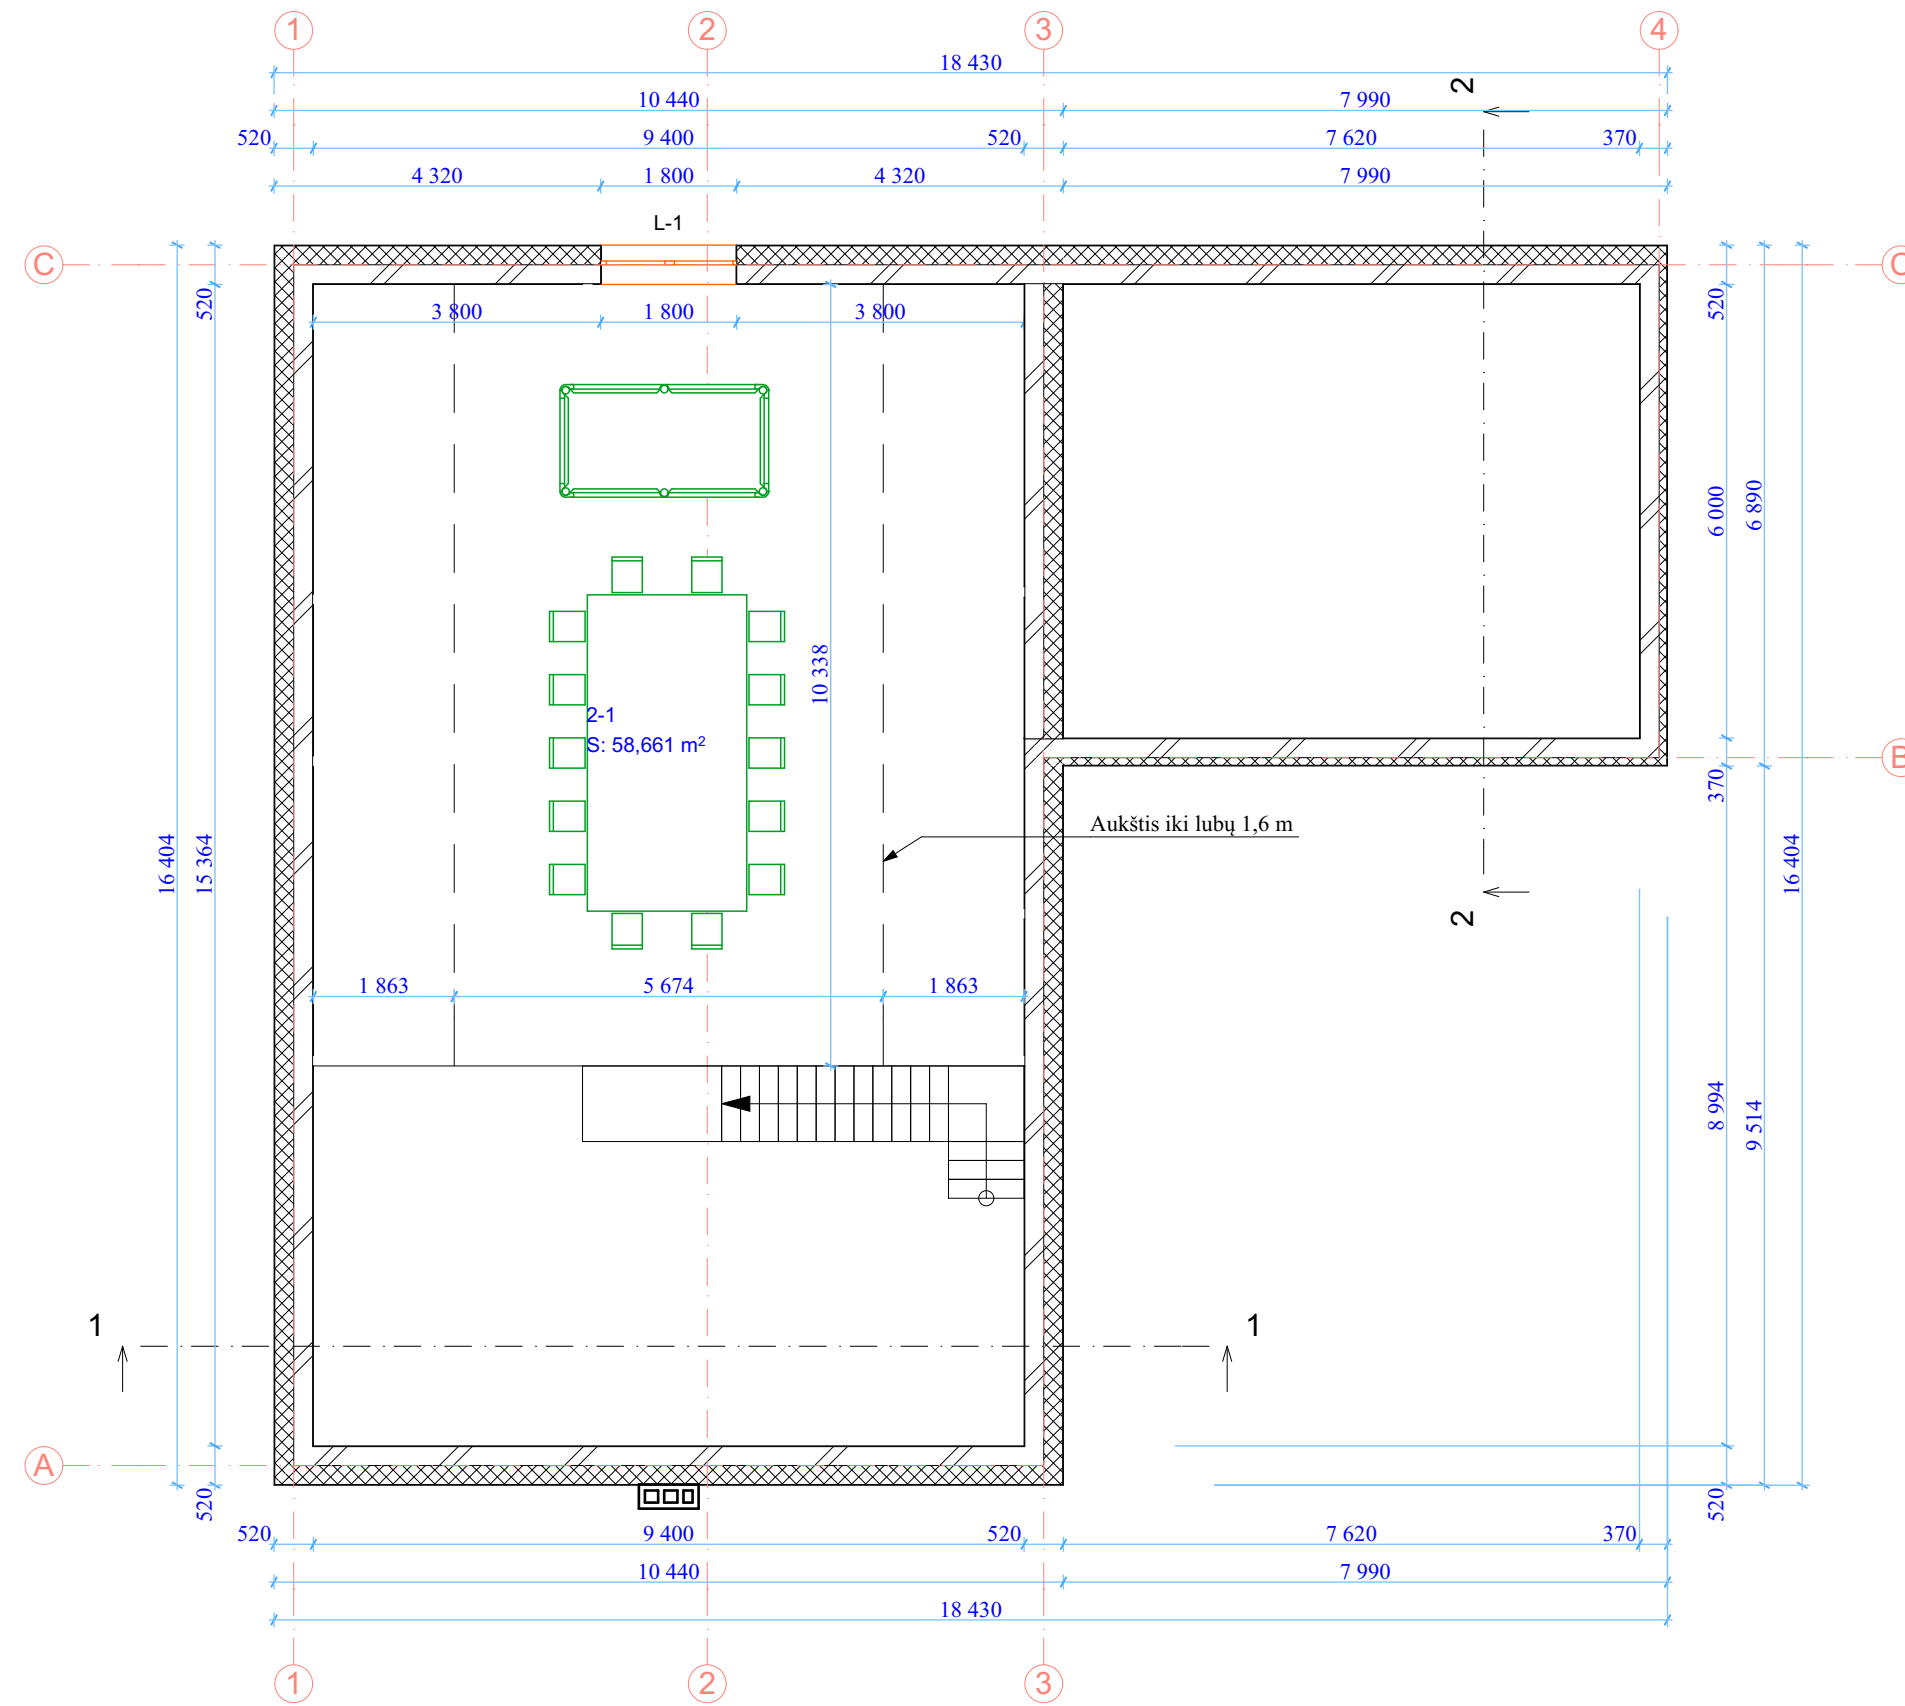 1 2 3 4
18 430
2
10 440 7 990
520 9 400 520 7 620 370
4 320 1 800 4 320 7 990
L-1
C C
520 520
3 800 1 800 3 800
6 000 6 890
10 338
2-1
S: 58,661 m²
B
370
Aukštis iki lubų 1,6 m
16 404 15 364 16 404
2
1 863 5 674 1 863
8 994 9 514
1 1
A
520 520
520 9 400 520 7 620 370
10 440 7 990
18 430
1 2 3